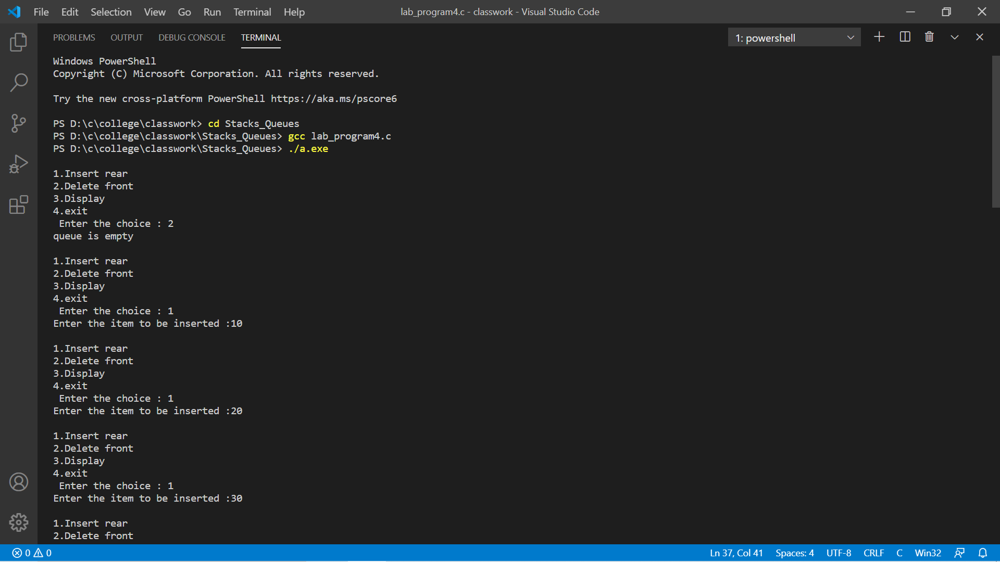 File Edit Selection View Go Run Terminal Help lab_program4.c - classwork - Visual Studio Code
PROBLEMS OUTPUT DEBUG CONSOLE TERMINAL 1: powershell
Windows PowerShell
Copyright (C) Microsoft Corporation. All rights reserved.
Try the new cross-platform PowerShell https://aka.ms/pscore6
PS D:\c\college\classwork> cd Stacks_Queues
PS D:\c\college\classwork\Stacks_Queues> gcc lab_program4.c
PS D:\c\college\classwork\Stacks_Queues> ./a.exe
1.Insert rear
2.Delete front
3.Display
4.exit
Enter the choice : 2
queue is empty
1.Insert rear
2.Delete front
3.Display
4.exit
Enter the choice : 1
Enter the item to be inserted :10
1.Insert rear
2.Delete front
3.Display
4.exit
Enter the choice : 1
Enter the item to be inserted :20
1.Insert rear
2.Delete front
3.Display
4.exit
Enter the choice : 1
Enter the item to be inserted :30
1.Insert rear
2.Delete front
0 0 Ln 37, Col 41 Spaces: 4 UTF-8 CRLF C Win32